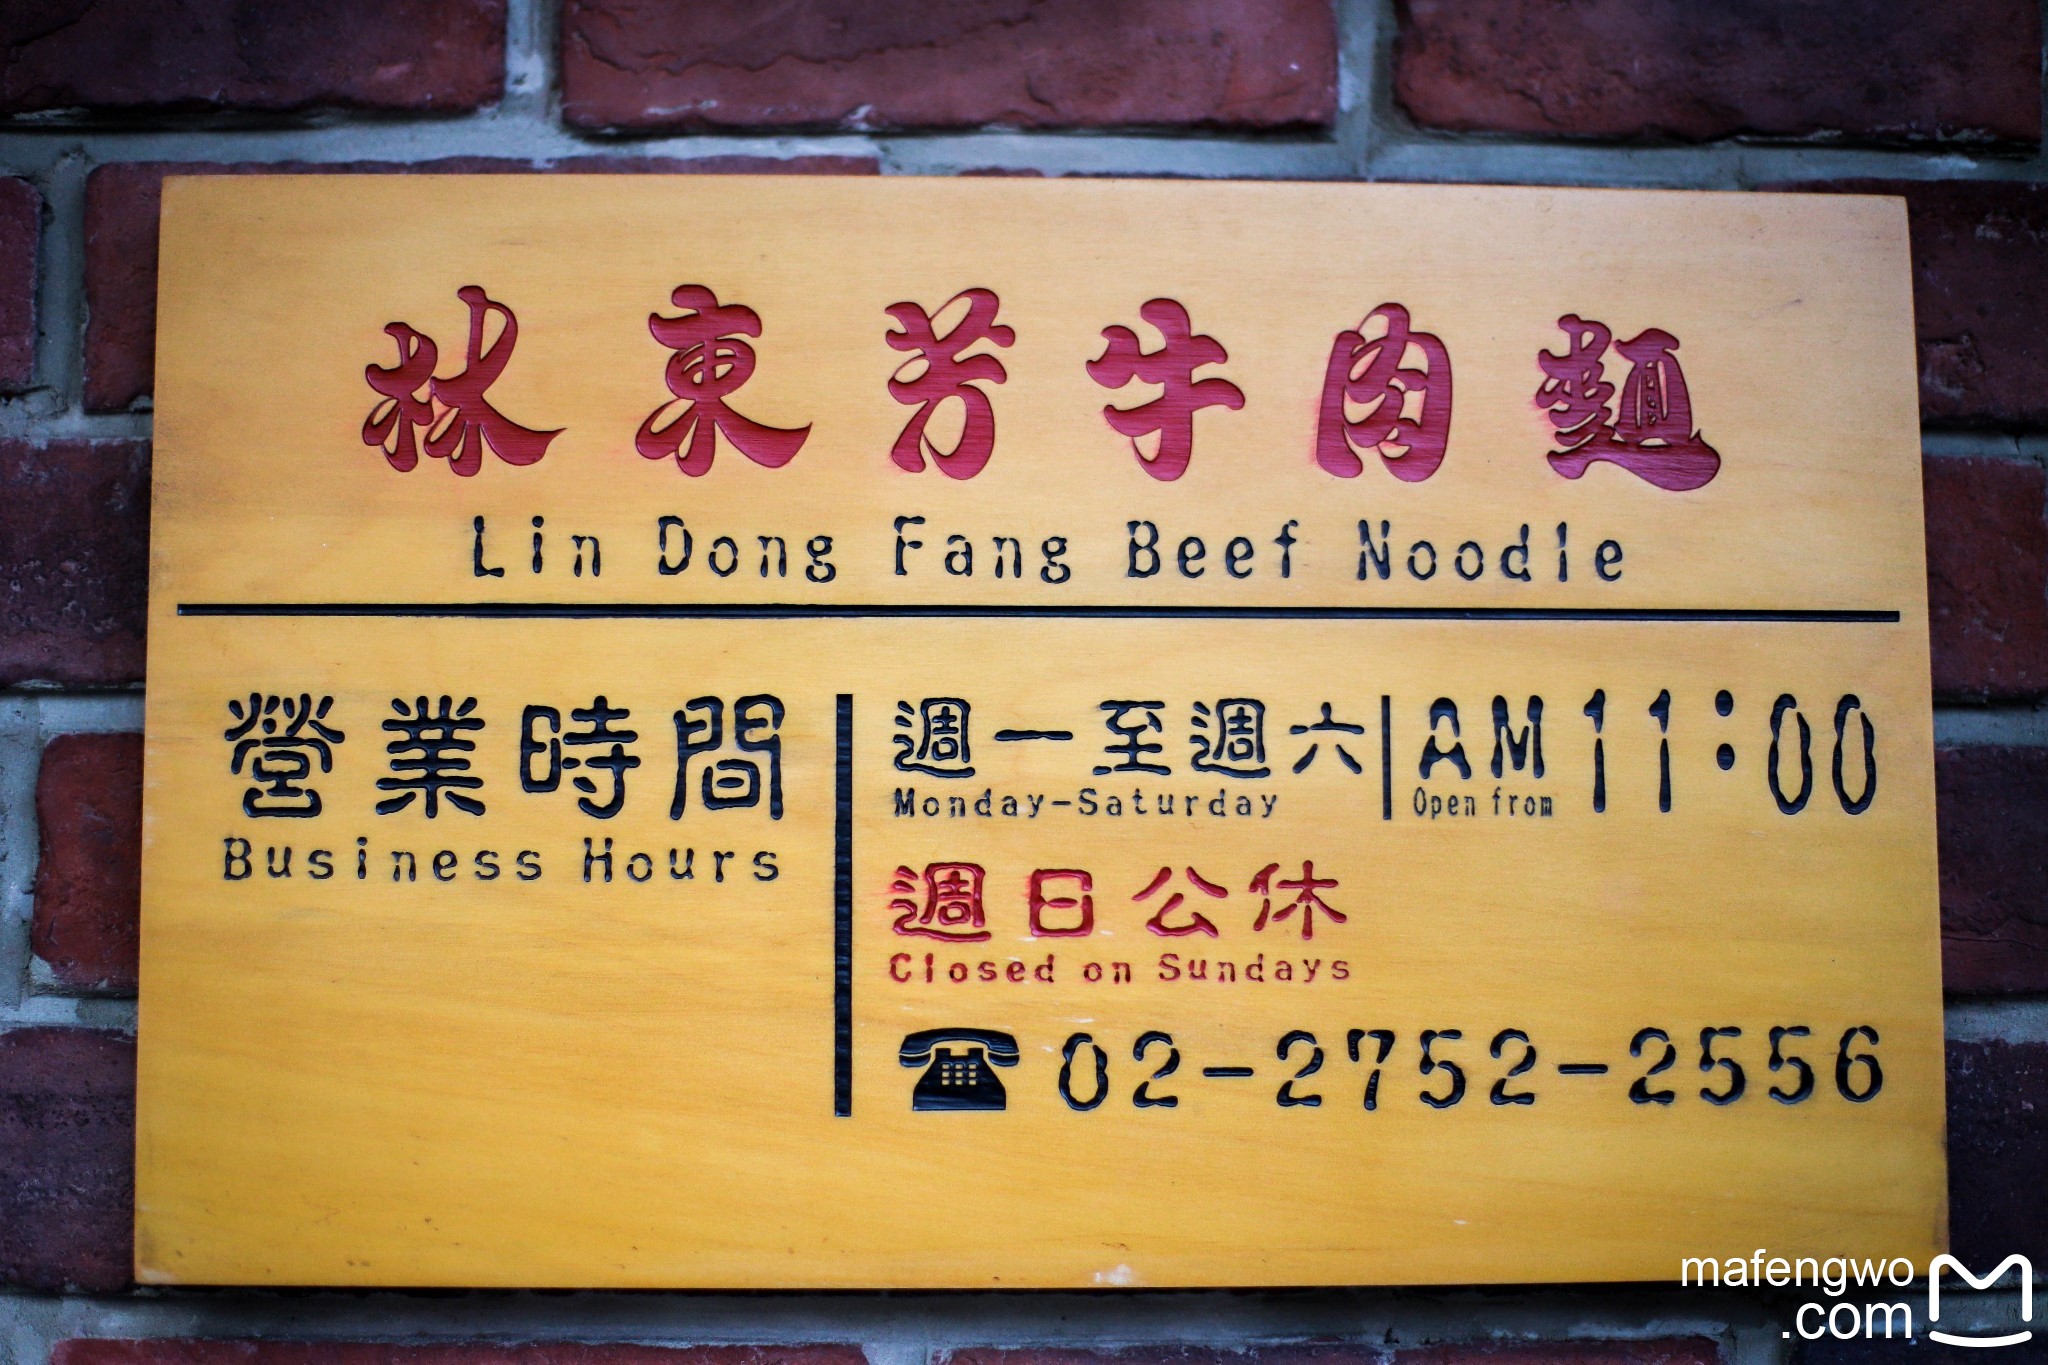 林東芳牛肉麵
Lin Dong Fang Beef Noodle
營業時間
Business Hours
週一至週六 AM 11:00
Monday-Saturday Open from
週日公休
Closed on Sundays
02-2752-2556
mafengwo
.com